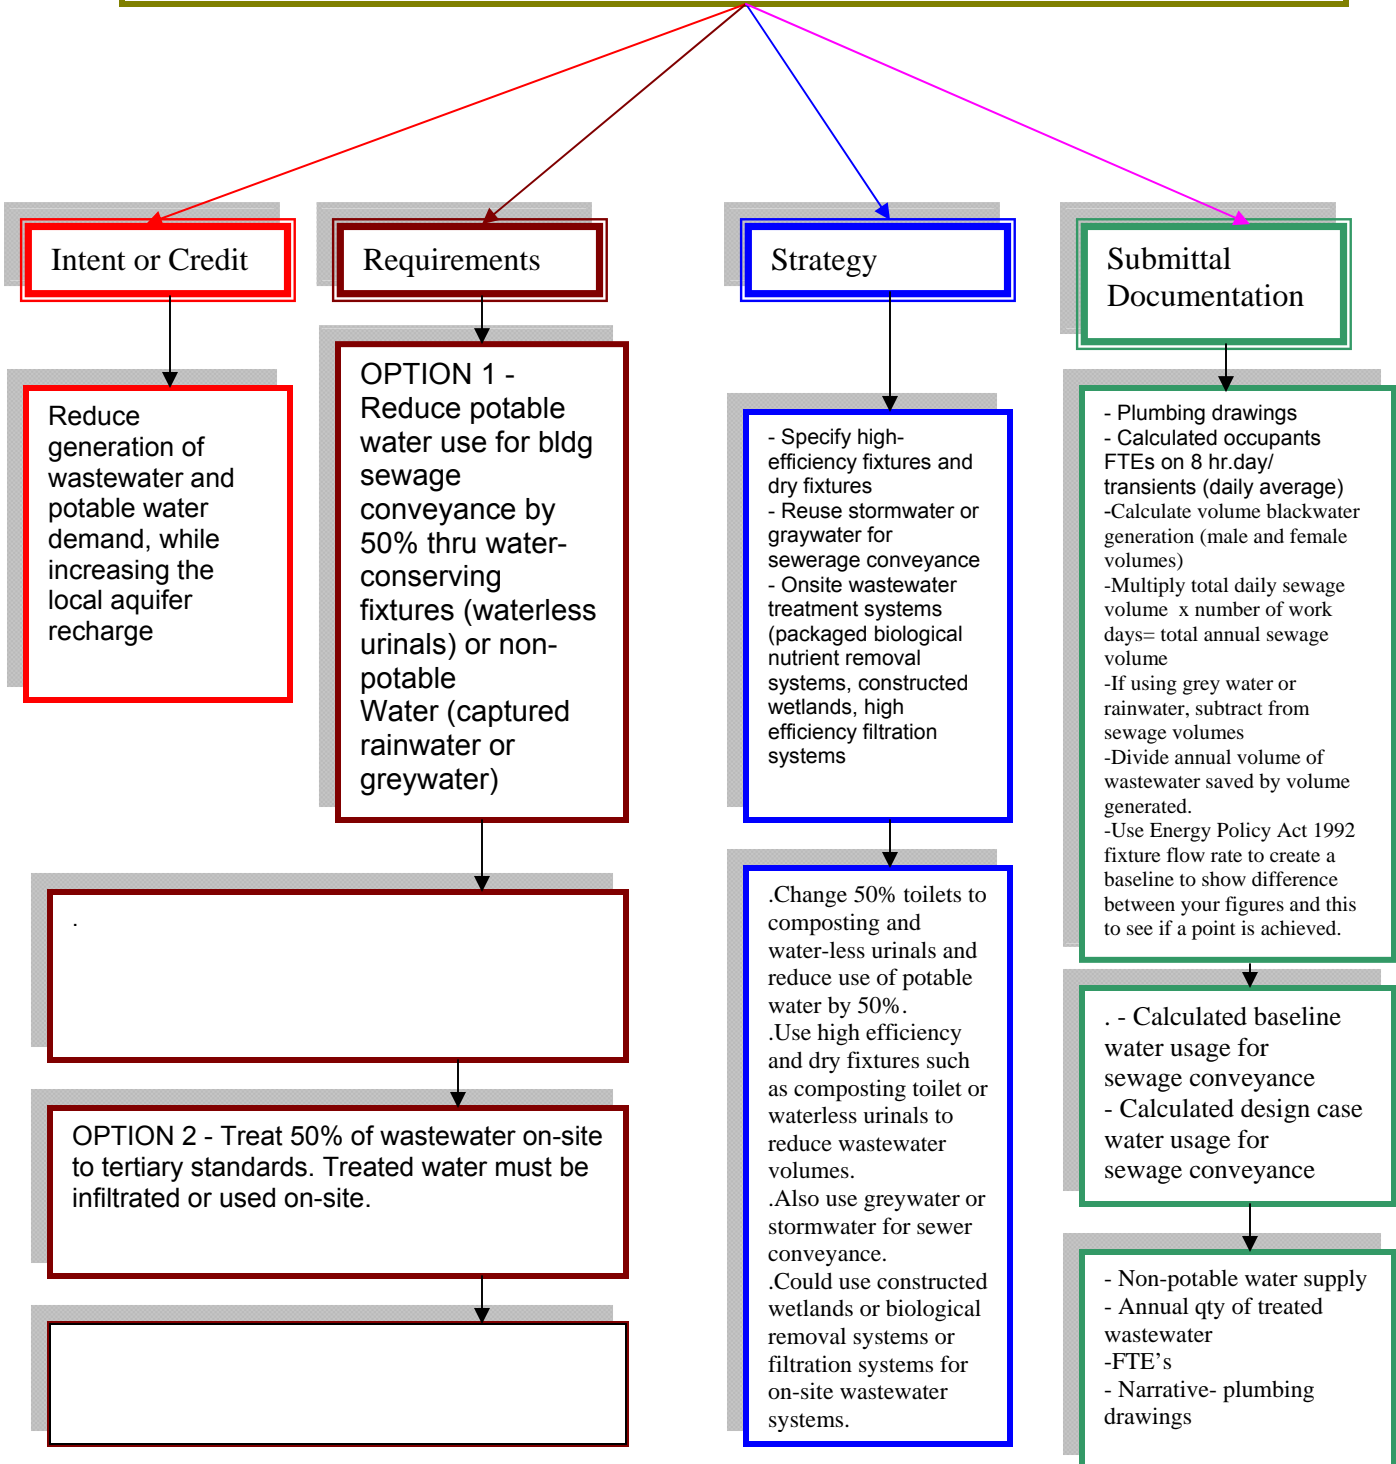 Intent or Credit
Reduce
generation of
wastewater and
potable water
demand, while
increasing the
local aquifer
recharge
Requirements
OPTION 1 -
Reduce potable
water use for bldg
sewage
conveyance by
50% thru water-
conserving
fixtures (waterless
urinals) or non-
potable
Water (captured
rainwater or
greywater)
.
OPTION 2 - Treat 50% of wastewater on-site
to tertiary standards. Treated water must be
infiltrated or used on-site.
Strategy
- Specify high-
efficiency fixtures and
dry fixtures
- Reuse stormwater or
graywater for
sewerage conveyance
- Onsite wastewater
treatment systems
(packaged biological
nutrient removal
systems, constructed
wetlands, high
efficiency filtration
systems
.Change 50% toilets to
composting and
water-less urinals and
reduce use of potable
water by 50%.
.Use high efficiency
and dry fixtures such
as composting toilet or
waterless urinals to
reduce wastewater
volumes.
.Also use greywater or
stormwater for sewer
conveyance.
.Could use constructed
wetlands or biological
removal systems or
filtration systems for
on-site wastewater
systems.
Submittal
Documentation
- Plumbing drawings
- Calculated occupants
FTEs on 8 hr.day/
transients (daily average)
-Calculate volume blackwater
generation (male and female
volumes)
-Multiply total daily sewage
volume x number of work
days= total annual sewage
volume
-If using grey water or
rainwater, subtract from
sewage volumes
-Divide annual volume of
wastewater saved by volume
generated.
-Use Energy Policy Act 1992
fixture flow rate to create a
baseline to show difference
between your figures and this
to see if a point is achieved.
. - Calculated baseline
water usage for
sewage conveyance
- Calculated design case
water usage for
sewage conveyance
- Non-potable water supply
- Annual qty of treated
wastewater
-FTE's
- Narrative- plumbing
drawings